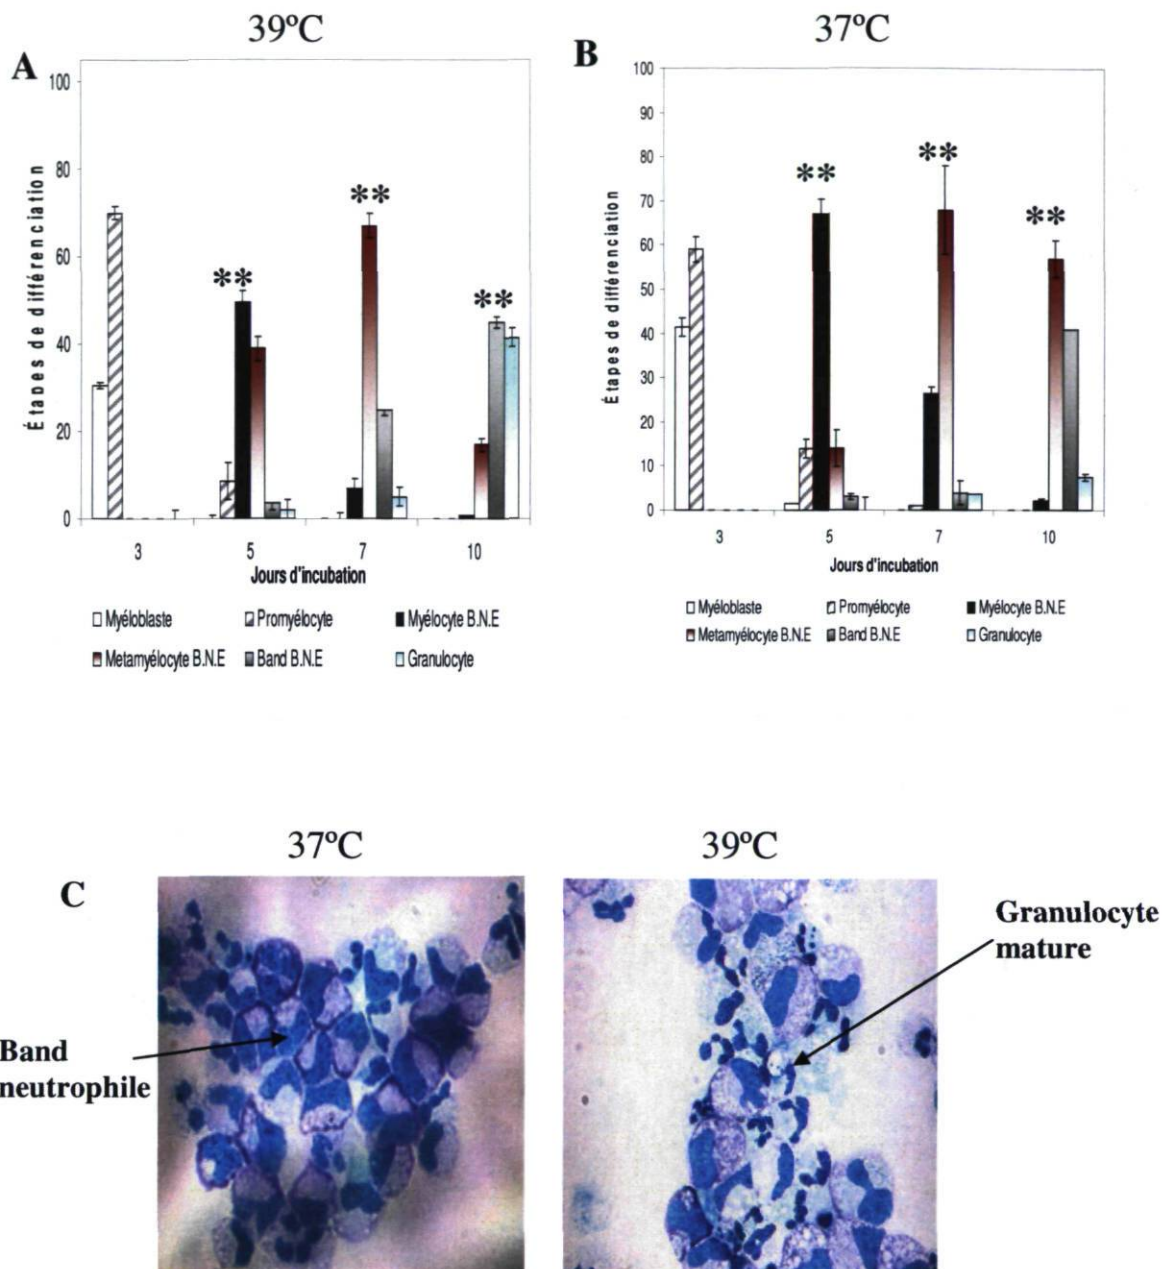 39ºC
A
100
80
60
40
20
0
Étapes de différenciation
** ** **
3 5 7 10
Jours d'incubation
Myéloblaste Promyélocyte Myélocyte B.N.E
Metamyélocyte B.N.E Band B.N.E Granulocyte
37ºC
B
100
90
80
70
60
50
40
30
20
10
0
Étapes de différenciation
** ** **
3 5 7 10
Jours d'incubation
Myéloblaste Promyélocyte Myélocyte B.N.E
Metamyélocyte B.N.E Band B.N.E Granulocyte
C
37ºC
39ºC
Band
neutrophile
Granulocyte
mature